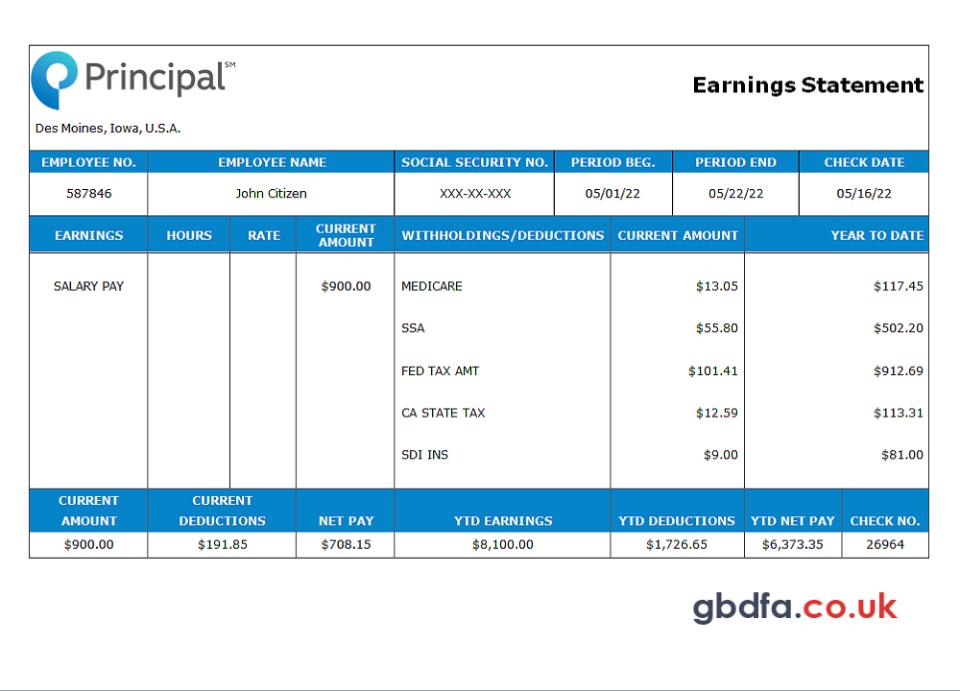 Principal℠
Earnings Statement
Des Moines, Iowa, U.S.A.
EMPLOYEE NO. EMPLOYEE NAME SOCIAL SECURITY NO. PERIOD BEG. PERIOD END CHECK DATE
587846 John Citizen XXX-XX-XXX 05/01/22 05/22/22 05/16/22
EARNINGS HOURS RATE CURRENT AMOUNT WITHHOLDINGS/DEDUCTIONS CURRENT AMOUNT YEAR TO DATE
SALARY PAY $900.00 MEDICARE $13.05 $117.45
SSA $55.80 $502.20
FED TAX AMT $101.41 $912.69
CA STATE TAX $12.59 $113.31
SDI INS $9.00 $81.00
CURRENT AMOUNT CURRENT DEDUCTIONS NET PAY YTD EARNINGS YTD DEDUCTIONS YTD NET PAY CHECK NO.
$900.00 $191.85 $708.15 $8,100.00 $1,726.65 $6,373.35 26964
gbdfa.co.uk